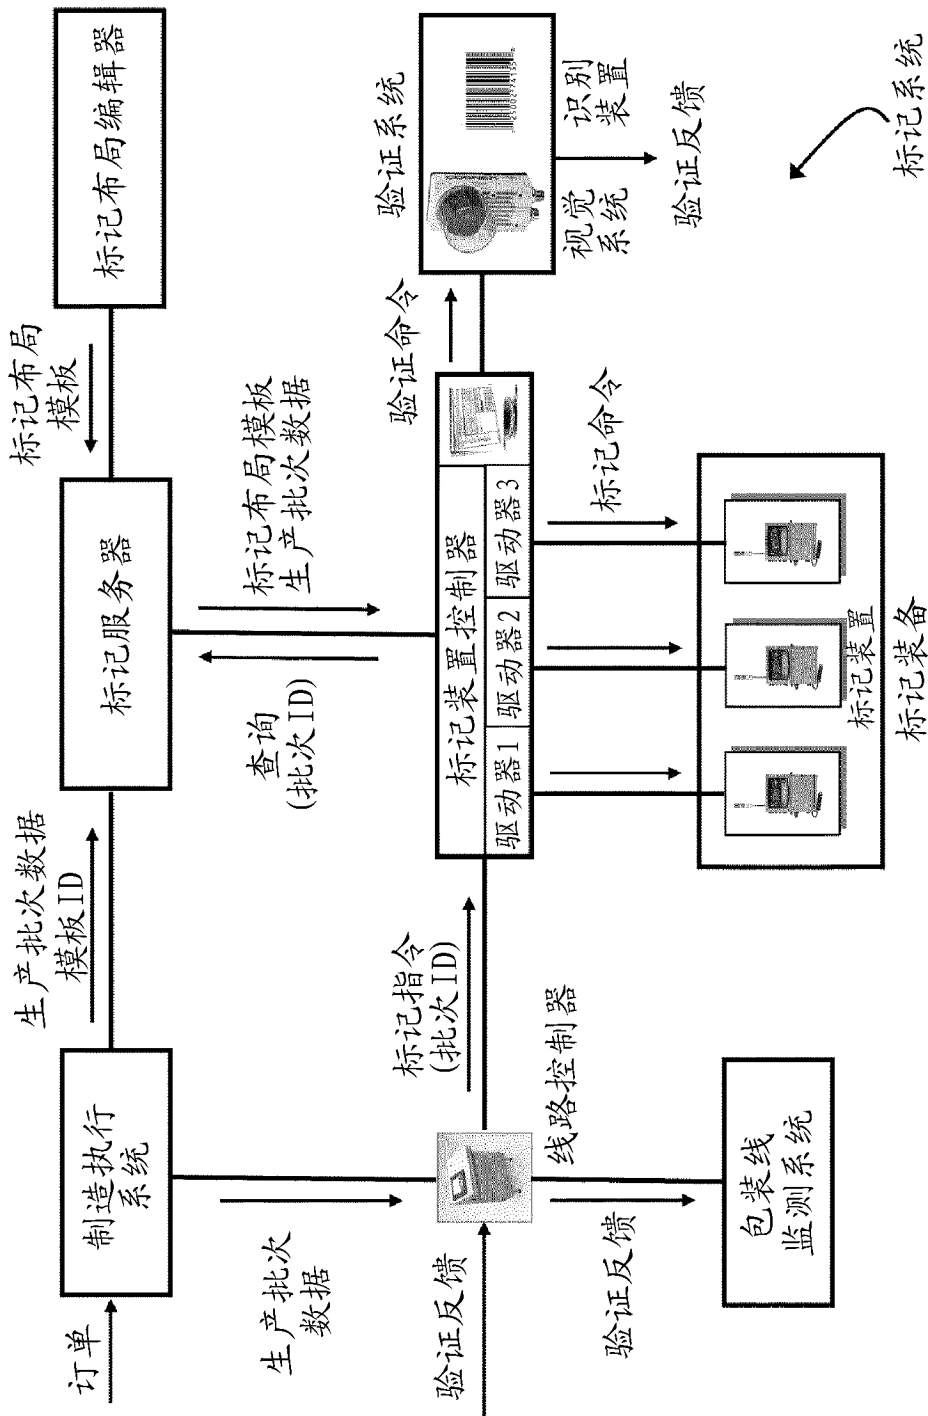 订单
制造执行
系统
生产批次数据
模板ID
标记服务器
标记布局
模板
标记布局编辑器
生产批次
数据
查询
(批次ID)
标记布局模板
生产批次数据
验证反馈
线路控制器
标记指令
(批次ID)
标记装置控制器
驱动器1
驱动器2
驱动器3
验证命令
验证系统
视觉
系统
识别
装置
验证反馈
验证反馈
包装线
监测系统
标记命令
标记装置
标记装备
标记系统